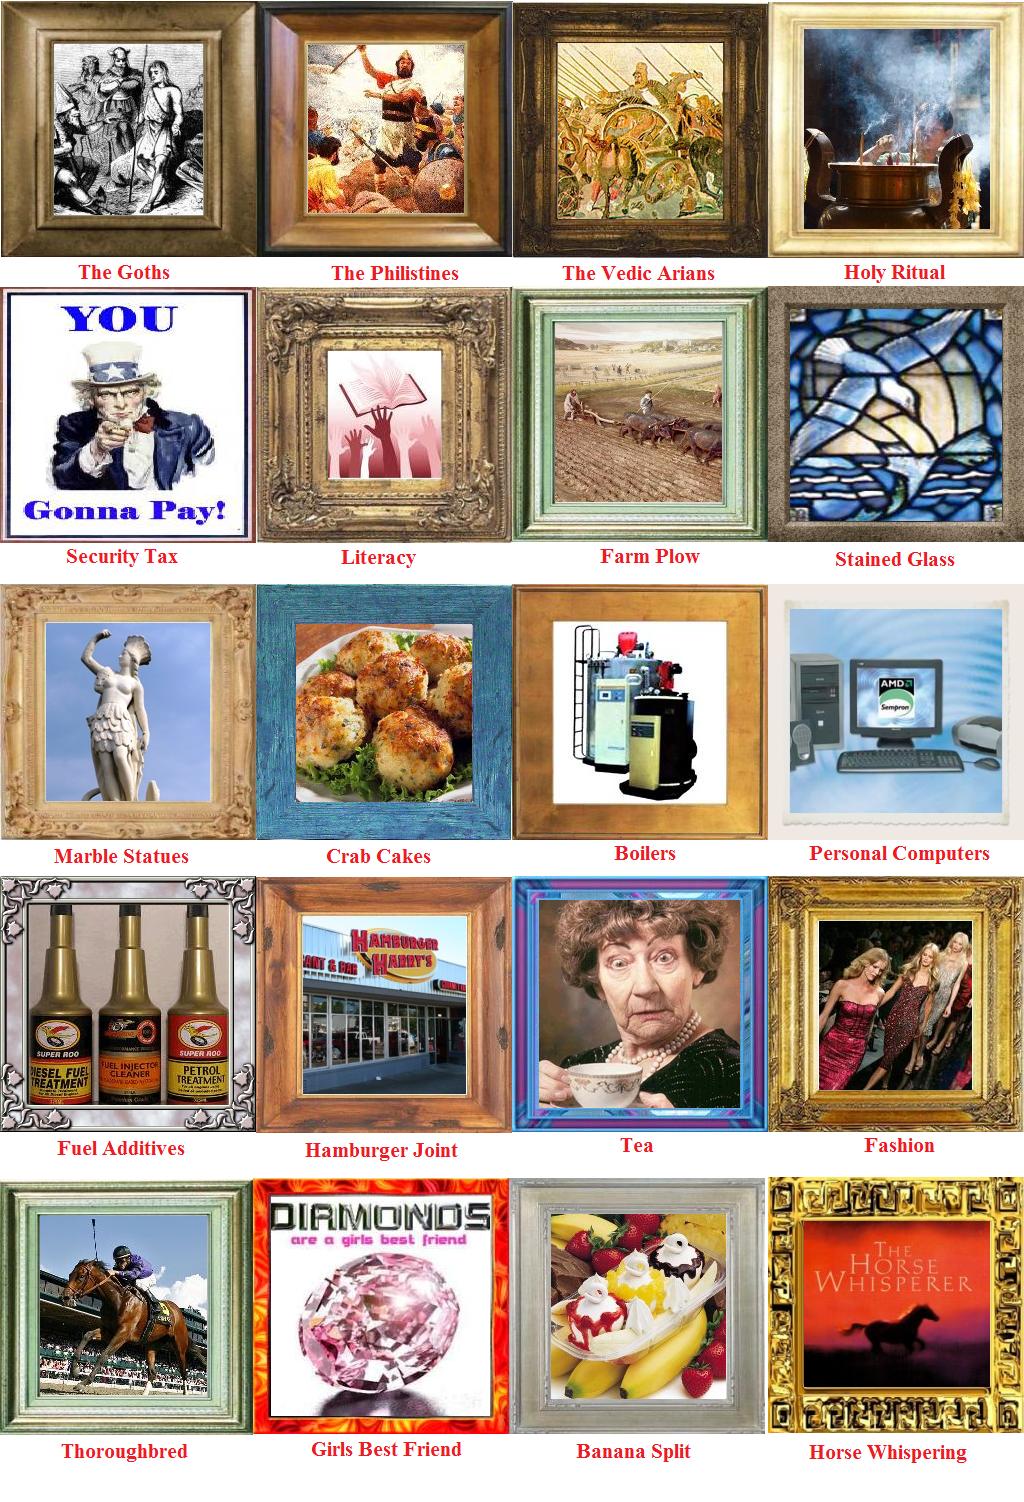 The Goths
The Philistines
The Vedic Arians
Holy Ritual
YOU
Gonna Pay!
Security Tax
Literacy
Farm Plow
Stained Glass
AMD
Sempron
Marble Statues
Crab Cakes
Boilers
Personal Computers
SUPER ROO
DIESEL FUEL
TREATMENT
FUEL INJECTOR
CLEANER
SUPER ROO
PETROL
TREATMENT
HAMBURGER
HARRY'S
ANT & BAR
Fuel Additives
Hamburger Joint
Tea
Fashion
DIAMONDS
are a girls best friend
THE
HORSE
WHISPERER
Thoroughbred
Girls Best Friend
Banana Split
Horse Whispering